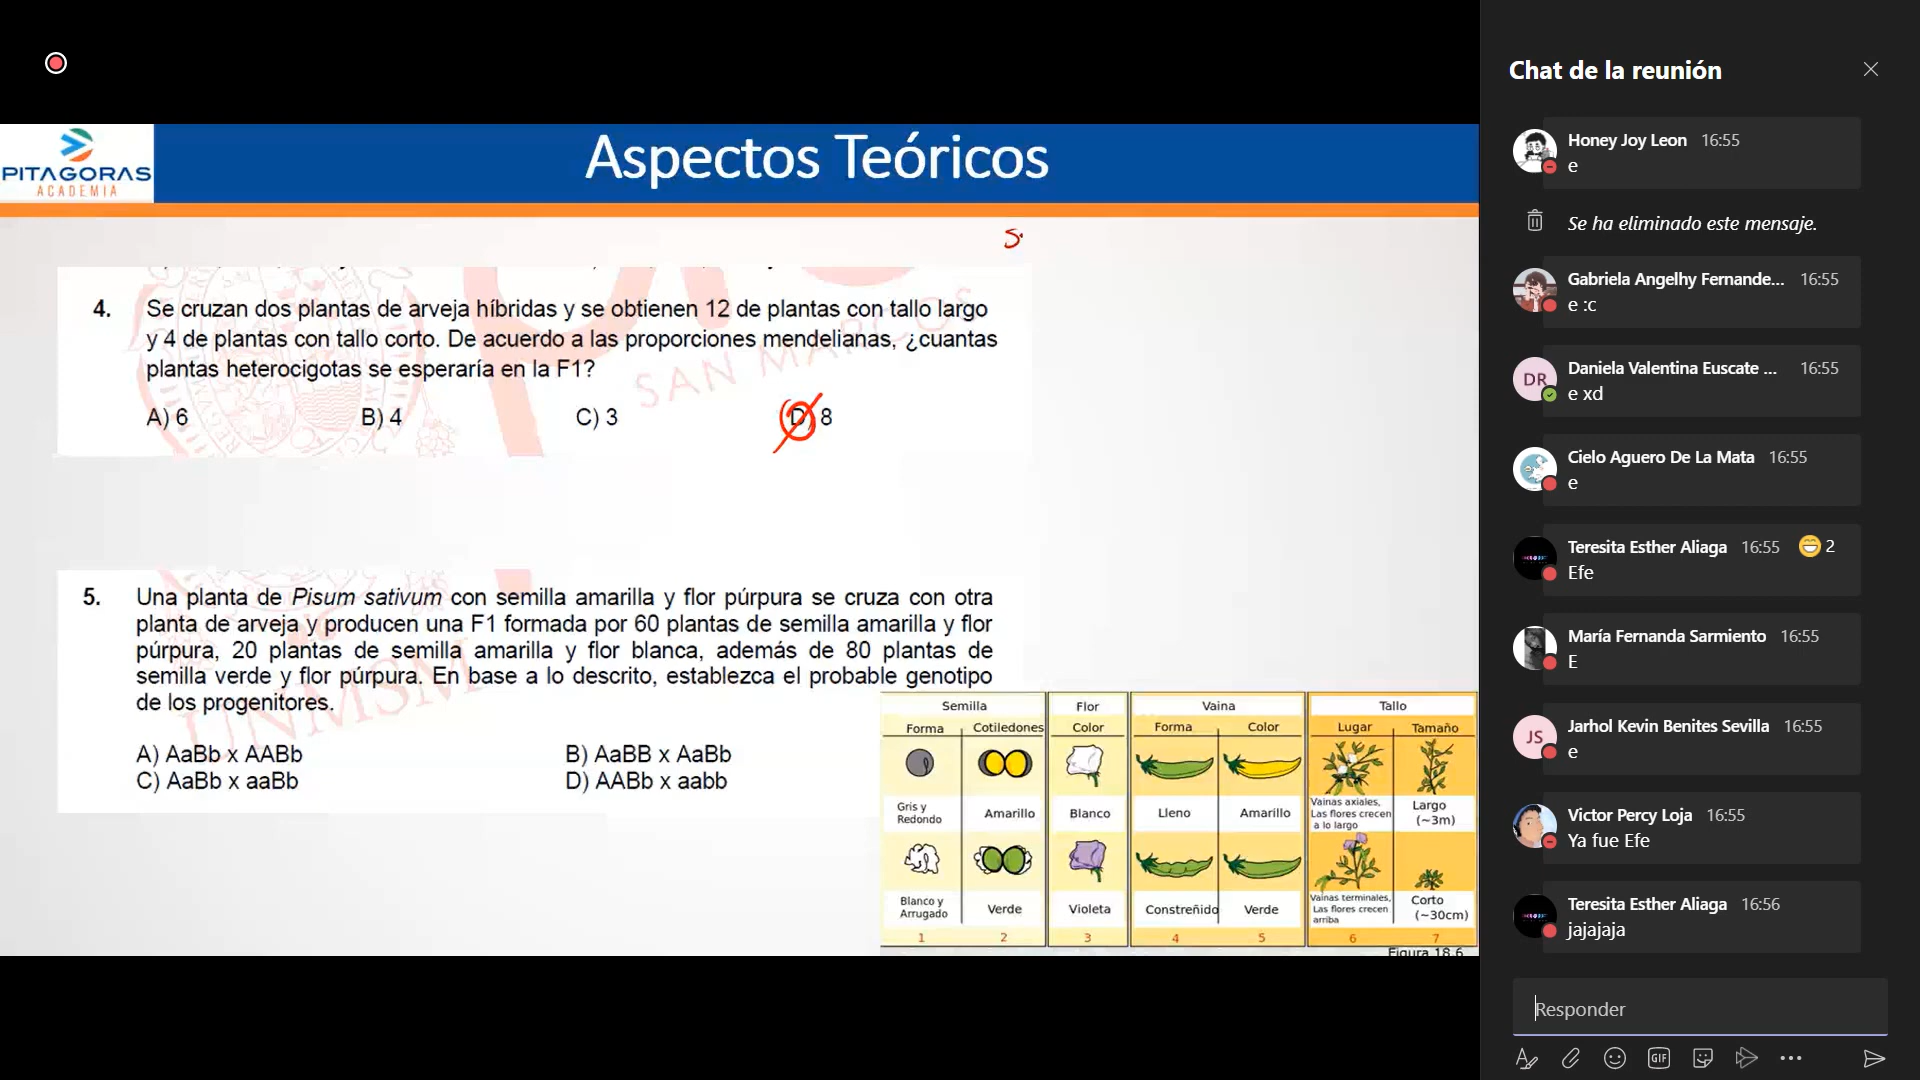 PITAGORAS
ACADEMIA
Aspectos Teóricos
S
SAN MARCOS
4. Se cruzan dos plantas de arveja híbridas y se obtienen 12 de plantas con tallo largo
y 4 de plantas con tallo corto. De acuerdo a las proporciones mendelianas, ¿cuantas
plantas heterocigotas se esperaría en la F1?
A) 6 B) 4 C) 3 D) 8
UNMSM
5. Una planta de Pisum sativum con semilla amarilla y flor púrpura se cruza con otra
planta de arveja y producen una F1 formada por 60 plantas de semilla amarilla y flor
púrpura, 20 plantas de semilla amarilla y flor blanca, además de 80 plantas de
semilla verde y flor púrpura. En base a lo descrito, establezca el probable genotipo
de los progenitores.
A) AaBb x AABb B) AaBB x AaBb
C) AaBb x aaBb D) AABb x aabb
Semilla Flor Vaina Tallo
Forma Cotiledones Color Forma Color Lugar Tamaño
Gris y
Redondo
Amarillo
Blanco
Lleno
Amarillo
Vainas axiales,
Las flores crecen
a lo largo
Largo
(~3m)
Blanco y
Arrugado
Verde
Violeta
Constreñido
Verde
Vainas terminales,
Las flores crecen
arriba
Corto
(~30cm)
1 2 3 4 5 6 7
Figura 18.6
Chat de la reunión
Honey Joy Leon 16:55
e
Se ha eliminado este mensaje.
Gabriela Angelhy Fernande... 16:55
e :c
DR
Daniela Valentina Euscate ... 16:55
e xd
Cielo Aguero De La Mata 16:55
e
Teresita Esther Aliaga 16:55 2
Efe
María Fernanda Sarmiento 16:55
E
JS
Jarhol Kevin Benites Sevilla 16:55
e
Victor Percy Loja 16:55
Ya fue Efe
Teresita Esther Aliaga 16:56
jajajaja
Responder
GIF